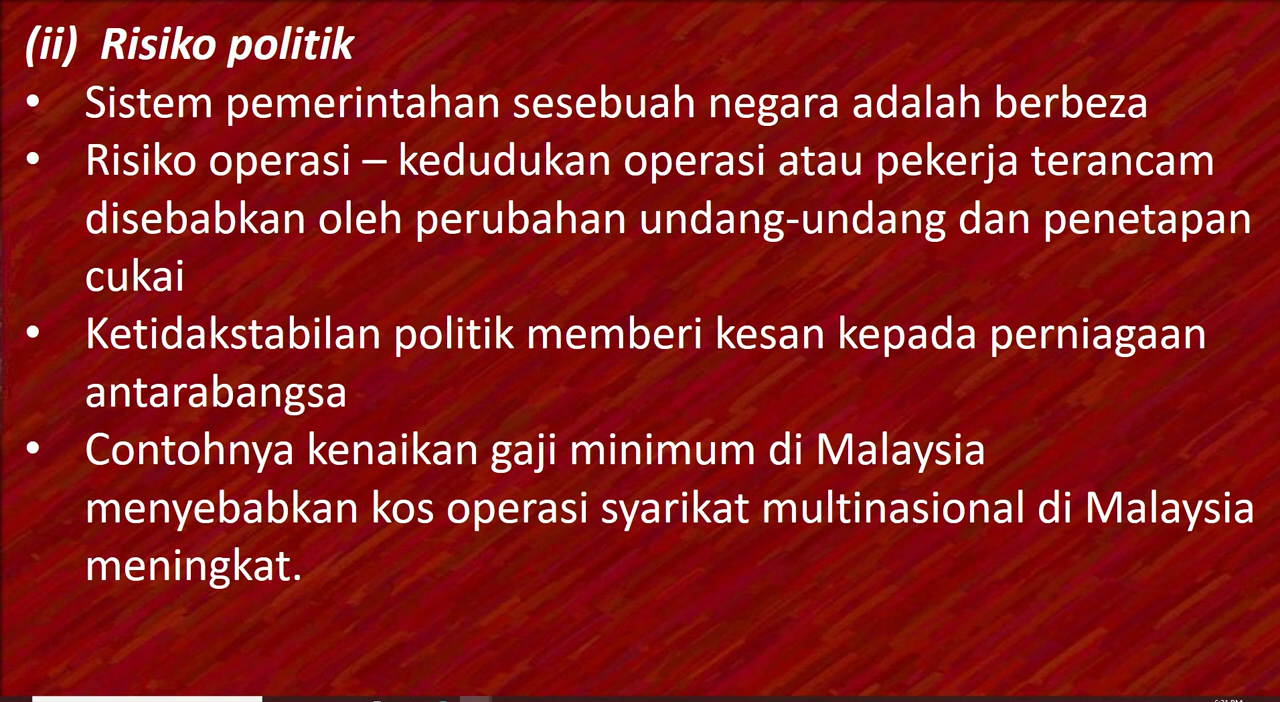 (ii) Risiko politik
• Sistem pemerintahan sesebuah negara adalah berbeza
• Risiko operasi – kedudukan operasi atau pekerja terancam
disebabkan oleh perubahan undang-undang dan penetapan
cukai
• Ketidakstabilan politik memberi kesan kepada perniagaan
antarabangsa
• Contohnya kenaikan gaji minimum di Malaysia
menyebabkan kos operasi syarikat multinasional di Malaysia
meningkat.